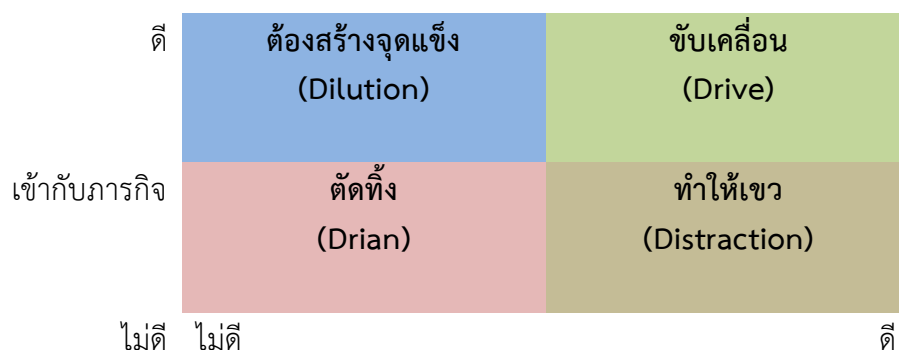 ดี
ต้องสร้างจุดแข็ง
(Dilution)
ขับเคลื่อน
(Drive)
เข้ากับภารกิจ
ตัดทิ้ง
(Drian)
ทำให้เขว
(Distraction)
ไม่ดี
ไม่ดี
ดี